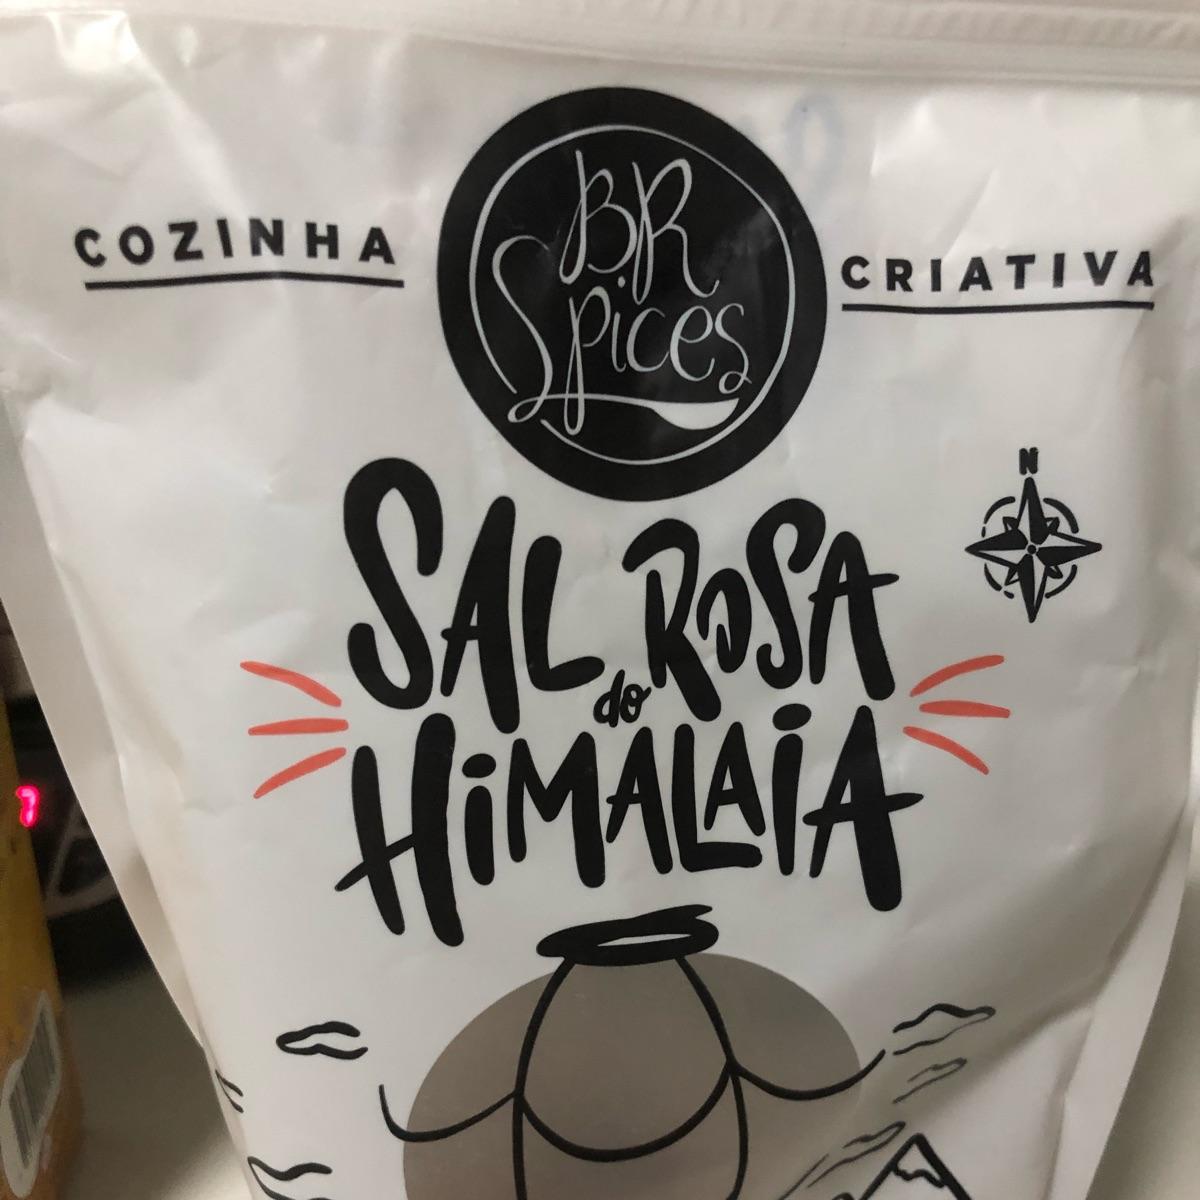 BR
Spices
COZINHA
CRIATIVA
N
SAL ROSA
do
HiMALAiA